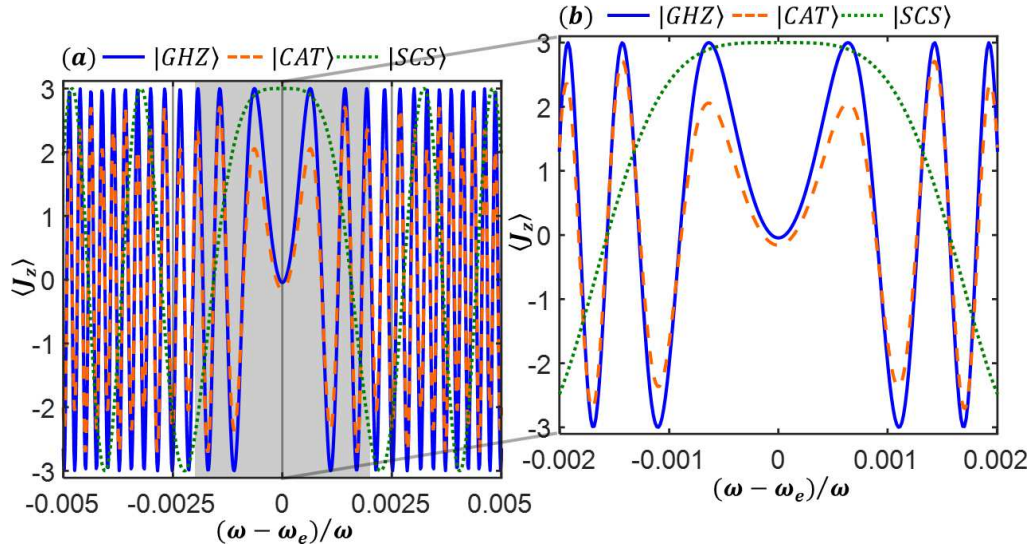 (a) |GHZ⟩ |CAT⟩ |SCS⟩
3
2
1
0
-1
-2
-3
⟨J_z⟩
-0.005 -0.0025 0 0.0025 0.005
(ω − ω_e)/ω
(b) |GHZ⟩ |CAT⟩ |SCS⟩
3
2
1
0
-1
-2
-3
⟨J_z⟩
-0.002 -0.001 0 0.001 0.002
(ω − ω_e)/ω